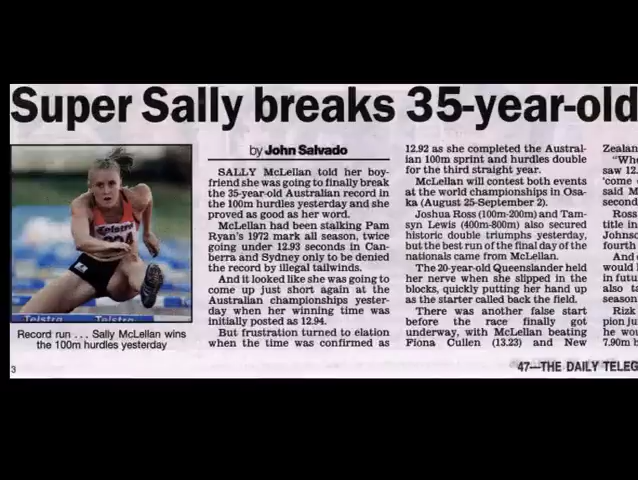 Super Sally breaks 35-year-old
by John Salvado
SALLY McLellan told her boy-
friend she was going to finally break
the 35-year-old Australian record in
the 100m hurdles yesterday and she
proved as good as her word.
McLellan had been stalking Pam
Ryan's 1972 mark all season, twice
going under 12.93 seconds in Can-
berra and Sydney only to be denied
the record by illegal tailwinds.
And it looked like she was going to
come up just short again at the
Australian championships yester-
day when her winning time was
initially posted as 12.94.
But frustration turned to elation
when the time was confirmed as
12.92 as she completed the Austral-
ian 100m sprint and hurdles double
for the third straight year.
McLellan will contest both events
at the world championships in Osa-
ka (August 25-September 2).
Joshua Ross (100m-200m) and Tam-
syn Lewis (400m-800m) also secured
historic double triumphs yesterday,
but the best run of the final day of the
nationals came from McLellan.
The 20-year-old Queenslander held
her nerve when she slipped in the
blocks, quickly putting her hand up
as the starter called back the field.
There was another false start
before the race finally got
underway, with McLellan beating
Fiona Cullen (13.23) and New
Zealan
"Wh
saw 12.
'come
said M
second
Ross
title in
Johnso
fourth
And
would
in futu
also ta
season
Rizk
pion ju
he wou
7.90m b
Telstra
Telstra
Telstra
Record run . . . Sally McLellan wins
the 100m hurdles yesterday
3
47—THE DAILY TELEG